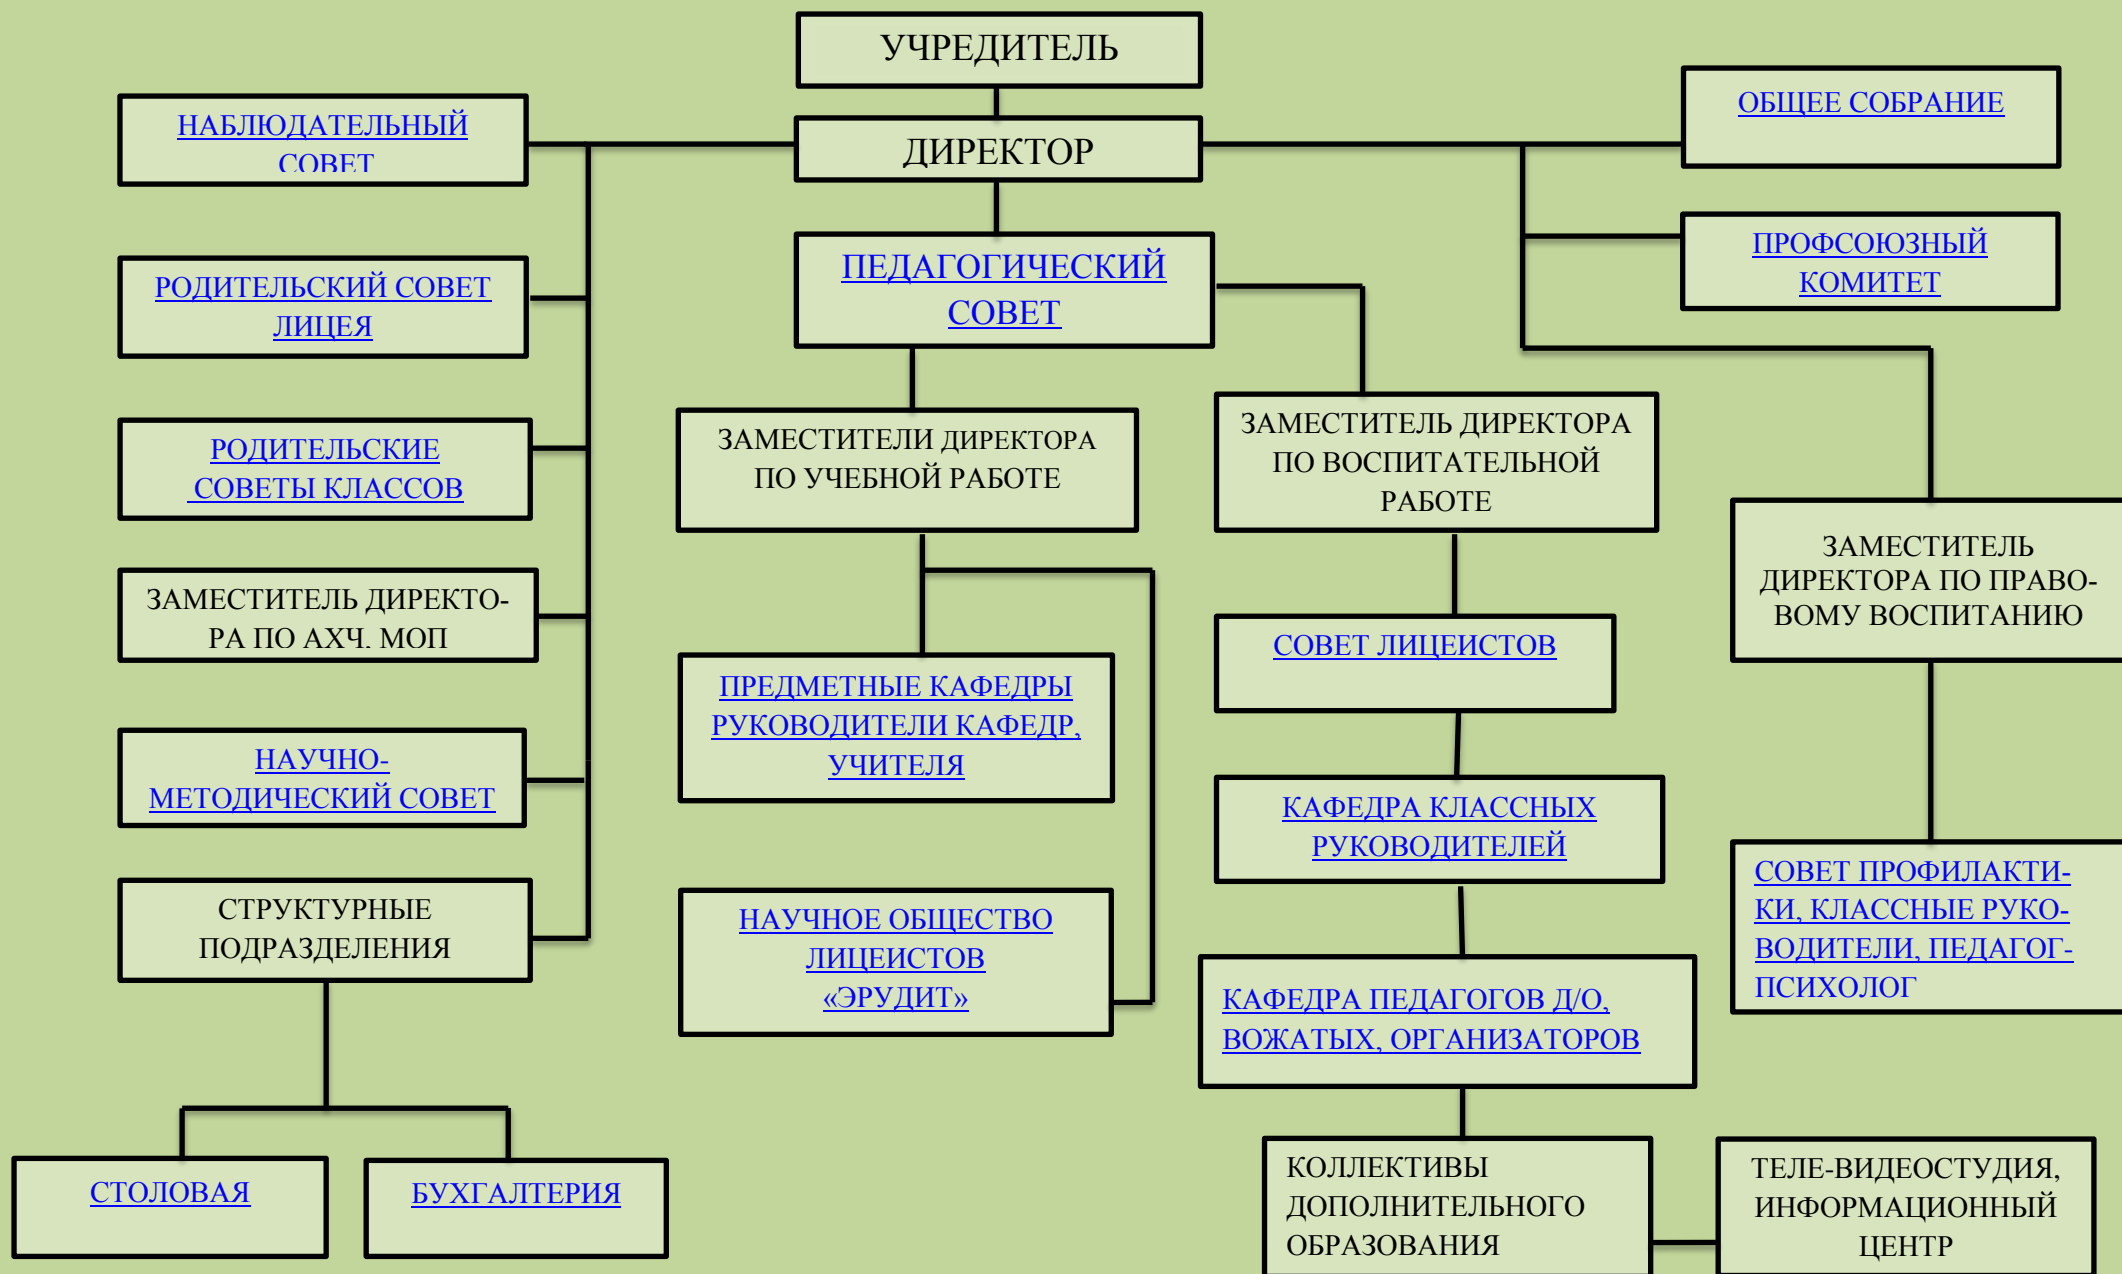 УЧРЕДИТЕЛЬ
ДИРЕКТОР
НАБЛЮДАТЕЛЬНЫЙ
СОВЕТ
ОБЩЕЕ СОБРАНИЕ
ПРОФСОЮЗНЫЙ
КОМИТЕТ
ПЕДАГОГИЧЕСКИЙ
СОВЕТ
РОДИТЕЛЬСКИЙ СОВЕТ
ЛИЦЕЯ
РОДИТЕЛЬСКИЕ
СОВЕТЫ КЛАССОВ
ЗАМЕСТИТЕЛИ ДИРЕКТОРА
ПО УЧЕБНОЙ РАБОТЕ
ЗАМЕСТИТЕЛЬ ДИРЕКТОРА
ПО ВОСПИТАТЕЛЬНОЙ
РАБОТЕ
ЗАМЕСТИТЕЛЬ
ДИРЕКТОРА ПО ПРАВО-
ВОМУ ВОСПИТАНИЮ
ЗАМЕСТИТЕЛЬ ДИРЕКТО-
РА ПО АХЧ. МОП
СОВЕТ ЛИЦЕИСТОВ
ПРЕДМЕТНЫЕ КАФЕДРЫ
РУКОВОДИТЕЛИ КАФЕДР,
УЧИТЕЛЯ
НАУЧНО-
МЕТОДИЧЕСКИЙ СОВЕТ
КАФЕДРА КЛАССНЫХ
РУКОВОДИТЕЛЕЙ
СОВЕТ ПРОФИЛАКТИ-
КИ, КЛАССНЫЕ РУКО-
ВОДИТЕЛИ, ПЕДАГОГ-
ПСИХОЛОГ
СТРУКТУРНЫЕ
ПОДРАЗДЕЛЕНИЯ
НАУЧНОЕ ОБЩЕСТВО
ЛИЦЕИСТОВ
«ЭРУДИТ»
КАФЕДРА ПЕДАГОГОВ Д/О,
ВОЖАТЫХ, ОРГАНИЗАТОРОВ
СТОЛОВАЯ
БУХГАЛТЕРИЯ
КОЛЛЕКТИВЫ
ДОПОЛНИТЕЛЬНОГО
ОБРАЗОВАНИЯ
ТЕЛЕ-ВИДЕОСТУДИЯ,
ИНФОРМАЦИОННЫЙ
ЦЕНТР